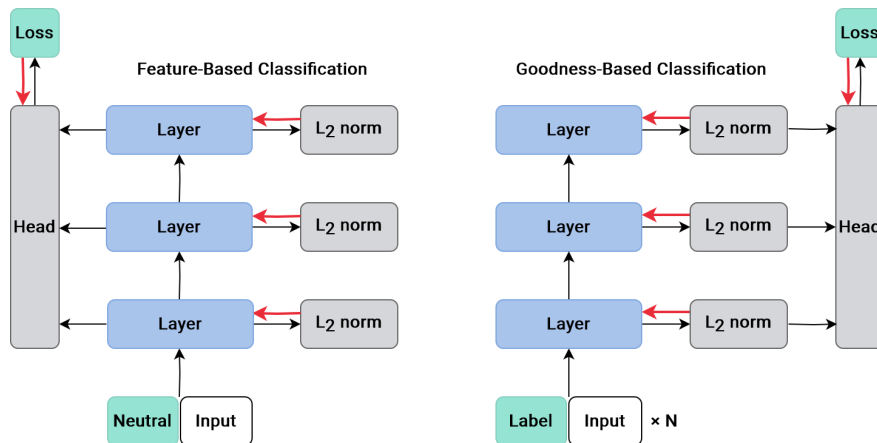 Loss
Feature-Based Classification
Layer
L2 norm
Head
Layer
L2 norm
Layer
L2 norm
Neutral
Input
Loss
Goodness-Based Classification
Layer
L2 norm
Layer
L2 norm
Head
Layer
L2 norm
Label
Input
× N